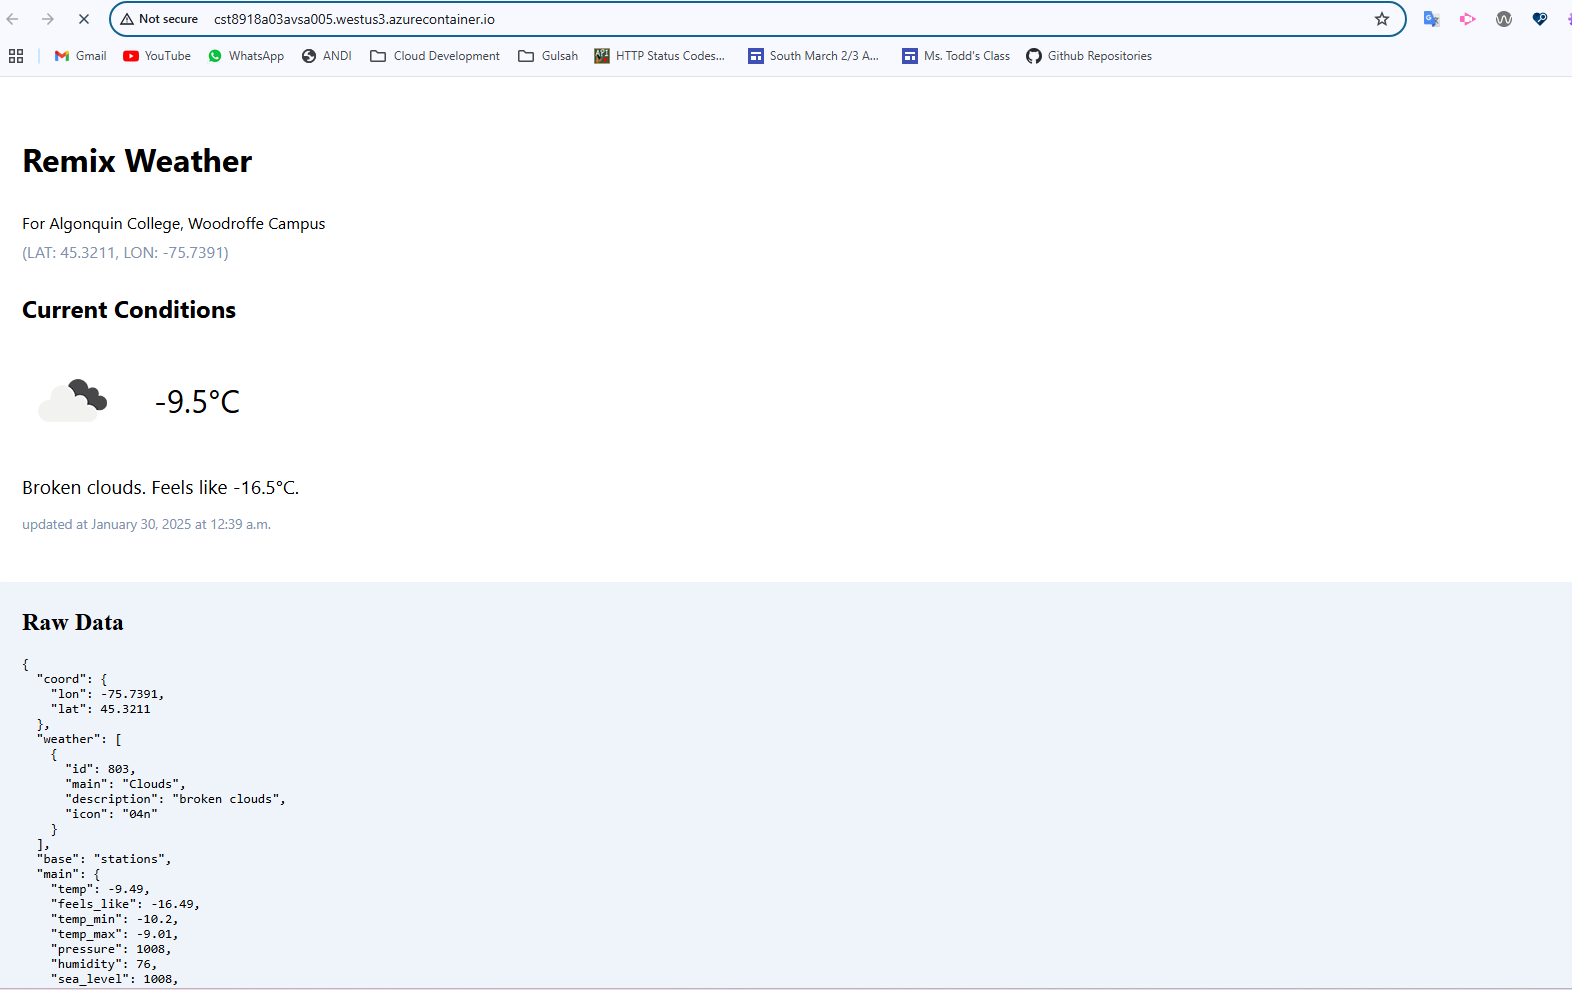 Not secure cst8918a03avsa005.westus3.azurecontainer.io
Gmail YouTube WhatsApp ANDI Cloud Development Gulsah HTTP Status Codes... South March 2/3 A... Ms. Todd's Class Github Repositories
Remix Weather
For Algonquin College, Woodroffe Campus
(LAT: 45.3211, LON: -75.7391)
Current Conditions
-9.5°C
Broken clouds. Feels like -16.5°C.
updated at January 30, 2025 at 12:39 a.m.
Raw Data
{
  "coord": {
    "lon": -75.7391,
    "lat": 45.3211
  },
  "weather": [
    {
      "id": 803,
      "main": "Clouds",
      "description": "broken clouds",
      "icon": "04n"
    }
  ],
  "base": "stations",
  "main": {
    "temp": -9.49,
    "feels_like": -16.49,
    "temp_min": -10.2,
    "temp_max": -9.01,
    "pressure": 1008,
    "humidity": 76,
    "sea_level": 1008,